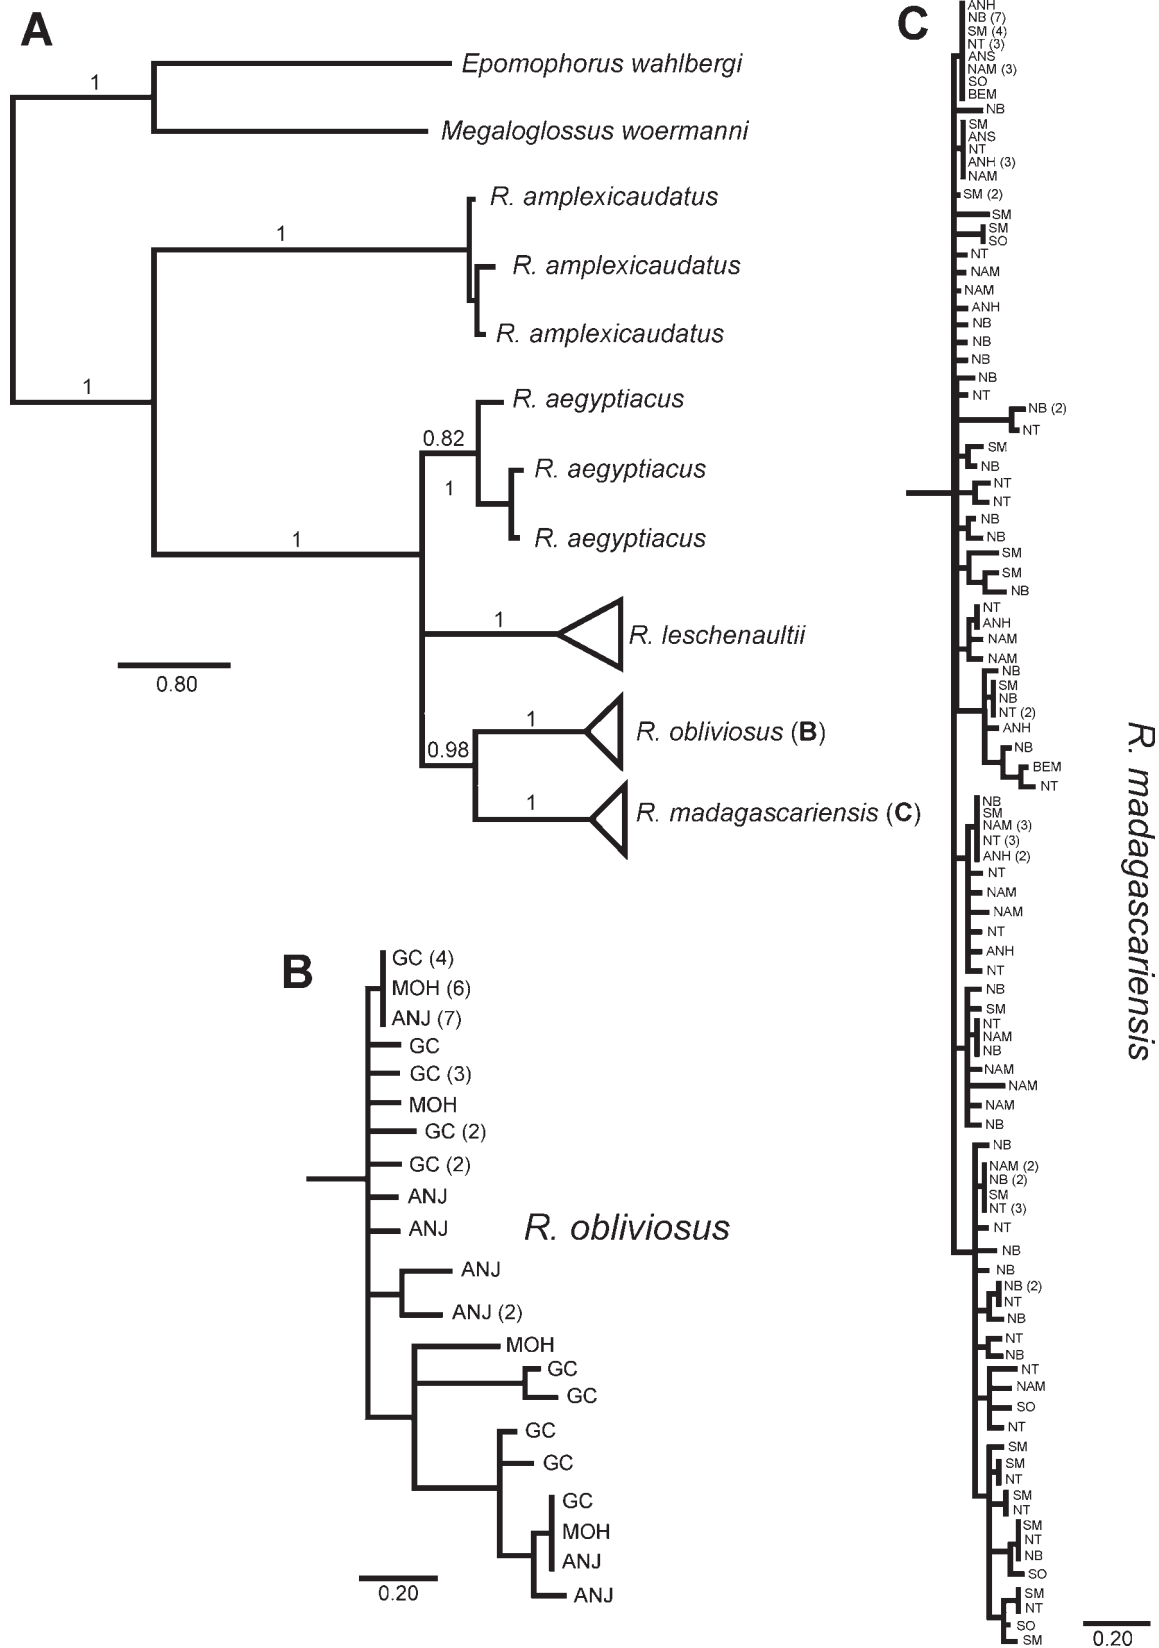 A
1
Epomophorus wahlbergi
Megaloglossus woermanni
R. amplexicaudatus
1
R. amplexicaudatus
R. amplexicaudatus
1
R. aegyptiacus
0.82
R. aegyptiacus
1
R. aegyptiacus
1
1
R. leschenaultii
0.80
1
R. obliviosus (B)
0.98
1
R. madagascariensis (C)
B
GC (4)
MOH (6)
ANJ (7)
GC
GC (3)
MOH
GC (2)
GC (2)
ANJ
ANJ
R. obliviosus
ANJ
ANJ (2)
MOH
GC
GC
GC
GC
GC
MOH
ANJ
ANJ
0.20
C
ANH
NB (7)
SM (4)
NT (3)
ANS
NAM (3)
SO
BEM
NB
SM
ANS
NT
ANH (3)
NAM
SM (2)
SM
SM
SO
NT
NAM
NAM
ANH
NB
NB
NB
NB
NT
NB (2)
NT
SM
NB
NT
NT
NB
NB
SM
SM
NB
NT
ANH
NAM
NAM
NB
SM
NB
NT (2)
ANH
NB
BEM
NT
NB
SM
NAM (3)
NT (3)
ANH (2)
NT
NAM
NAM
NT
ANH
NT
NB
SM
NT
NAM
NB
NAM
NAM
NAM
NB
NB
NAM (2)
NB (2)
SM
NT (3)
NT
NB
NB
NB (2)
NT
NB
NT
NB
NT
NAM
SO
NT
SM
SM
NT
SM
NT
SM
NT
NB
SO
SM
NT
SO
SM
R. madagascariensis
0.20